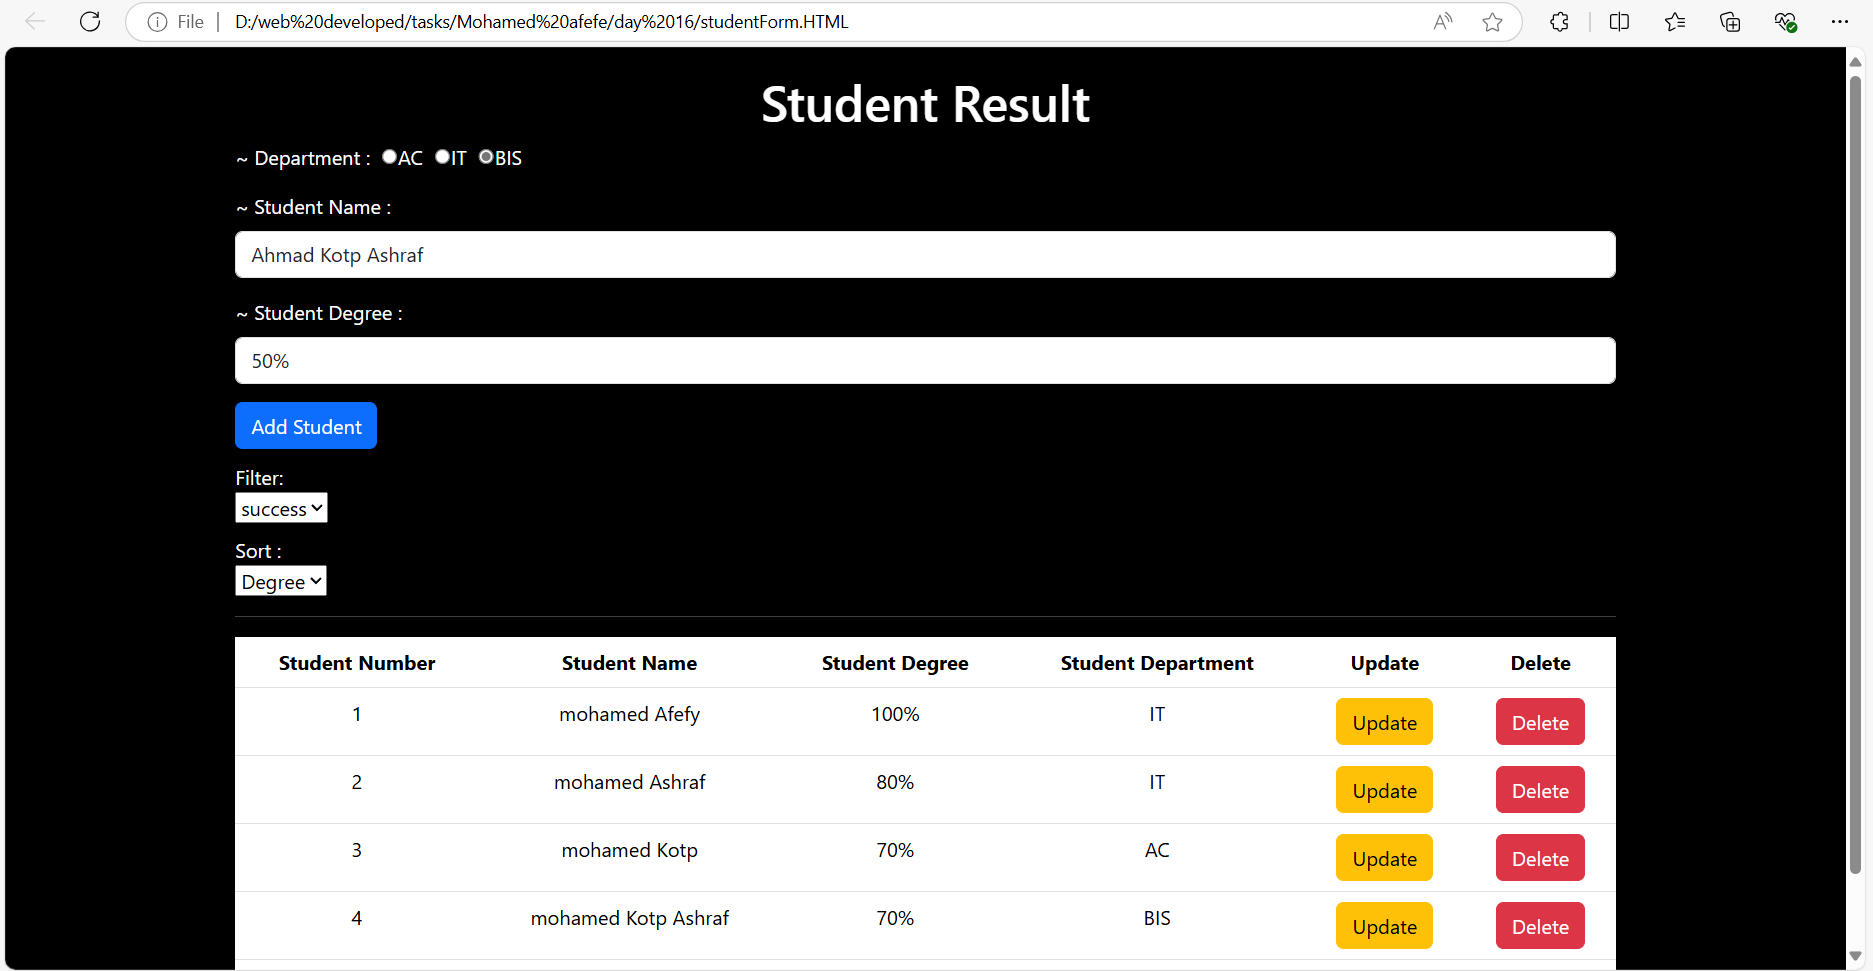 File D:/web%20developed/tasks/Mohamed%20afefe/day%2016/studentForm.HTML
Student Result
~ Department : AC IT BIS
~ Student Name :
Ahmad Kotp Ashraf
~ Student Degree :
50%
Add Student
Filter:
success
Sort :
Degree
Student Number Student Name Student Degree Student Department Update Delete
1 mohamed Afefy 100% IT Update Delete
2 mohamed Ashraf 80% IT Update Delete
3 mohamed Kotp 70% AC Update Delete
4 mohamed Kotp Ashraf 70% BIS Update Delete